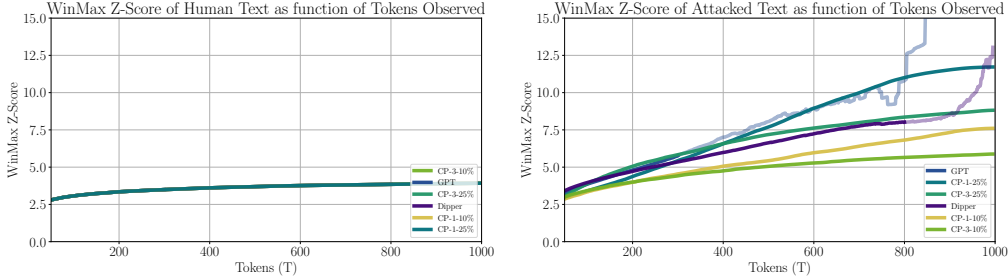 WinMax Z-Score of Human Text as function of Tokens Observed
15.0
12.5
10.0
7.5
5.0
2.5
0.0
WinMax Z-Score
200
400
600
800
1000
Tokens (T)
CP-3-10%
GPT
CP-3-25%
Dipper
CP-1-10%
CP-1-25%
WinMax Z-Score of Attacked Text as function of Tokens Observed
15.0
12.5
10.0
7.5
5.0
2.5
0.0
WinMax Z-Score
200
400
600
800
1000
Tokens (T)
GPT
CP-1-25%
CP-3-25%
Dipper
CP-1-10%
CP-3-10%